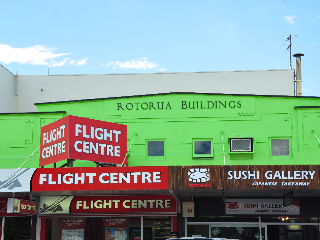 ROTORUA BUILDINGS
FLIGHT
CENTRE
FLIGHT
CENTRE
FLIGHT CENTRE
SUSHI GALLERY
JAPANESE TAKEAWAY
FLIGHT CENTRE
SUSHI GALLERY